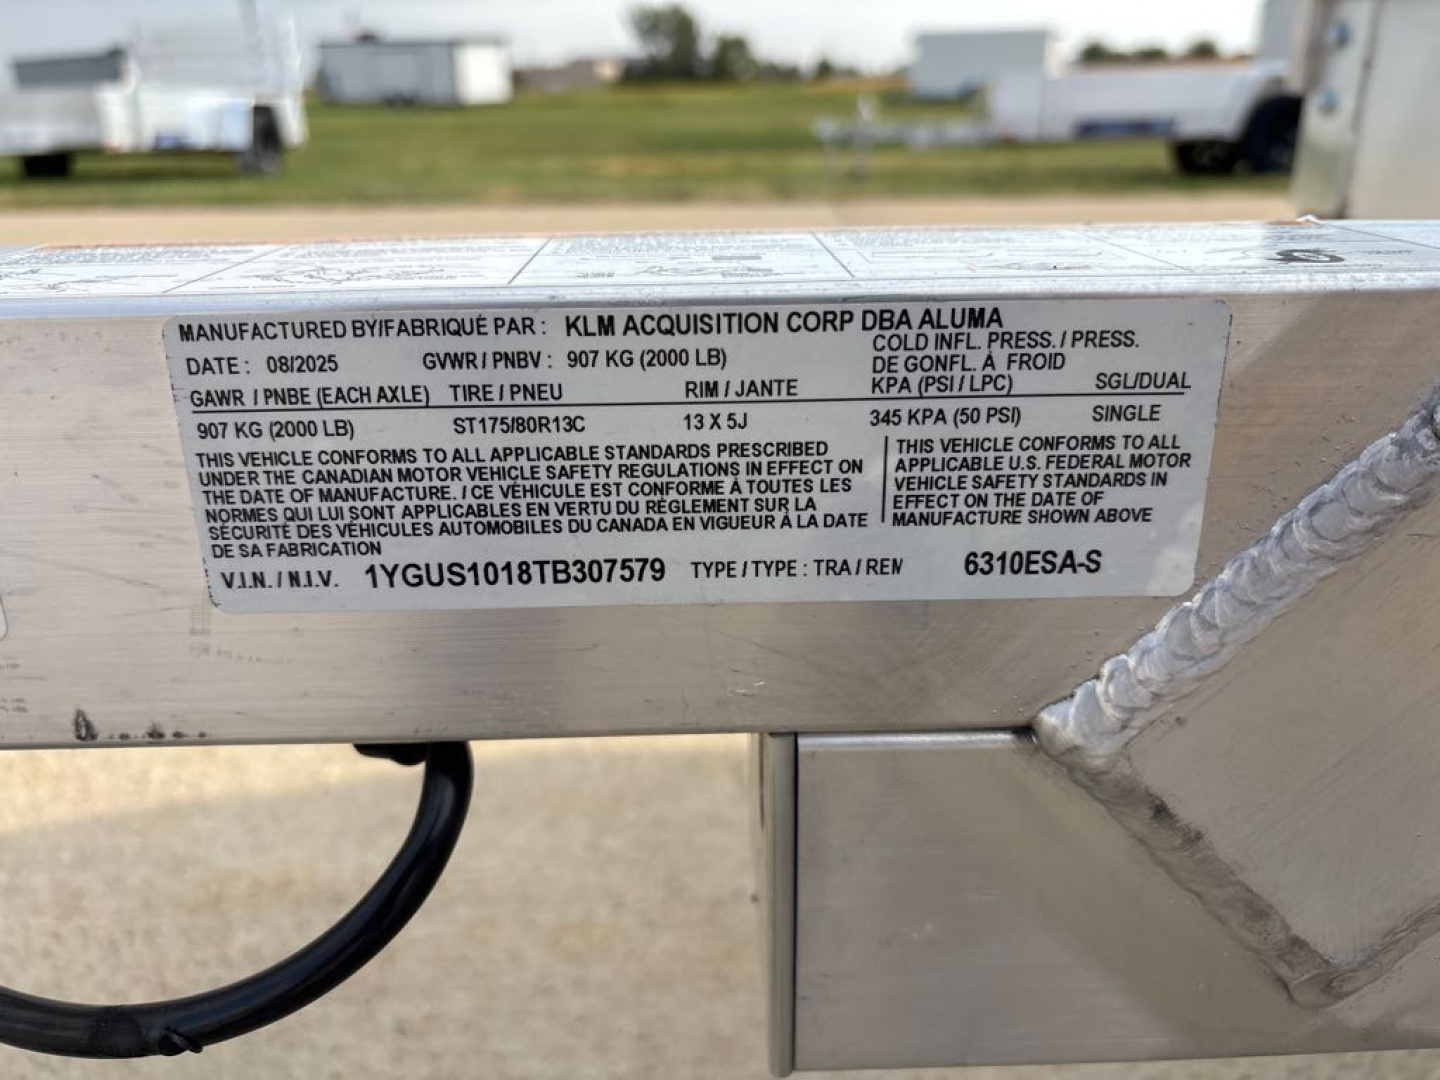 MANUFACTURED BY/FABRIQUÉ PAR : KLM ACQUISITION CORP DBA ALUMA
DATE : 08/2025 GVWR / PNBV : 907 KG (2000 LB)
COLD INFL. PRESS. / PRESS.
DE GONFL. À FROID
GAWR / PNBE (EACH AXLE) TIRE / PNEU RIM / JANTE KPA (PSI / LPC) SGL/DUAL
907 KG (2000 LB) ST175/80R13C 13 X 5J 345 KPA (50 PSI) SINGLE
THIS VEHICLE CONFORMS TO ALL APPLICABLE STANDARDS PRESCRIBED
UNDER THE CANADIAN MOTOR VEHICLE SAFETY REGULATIONS IN EFFECT ON
THE DATE OF MANUFACTURE. / CE VÉHICULE EST CONFORME À TOUTES LES
NORMES QUI LUI SONT APPLICABLES EN VERTU DU RÈGLEMENT SUR LA
SÉCURITÉ DES VÉHICULES AUTOMOBILES DU CANADA EN VIGUEUR À LA DATE
DE SA FABRICATION
THIS VEHICLE CONFORMS TO ALL
APPLICABLE U.S. FEDERAL MOTOR
VEHICLE SAFETY STANDARDS IN
EFFECT ON THE DATE OF
MANUFACTURE SHOWN ABOVE
V.I.N. / N.I.V. 1YGUS1018TB307579 TYPE / TYPE : TRA / REM 6310ESA-S